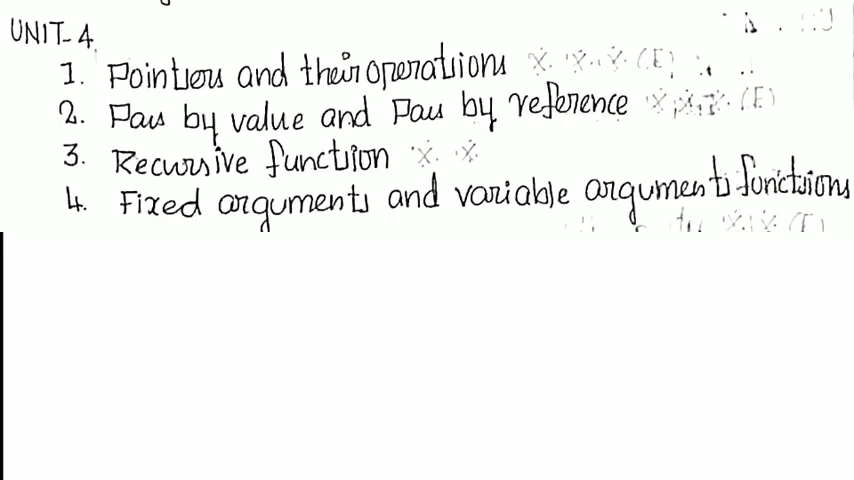 UNIT-4
1. Pointers and their operations (E)
2. Pass by value and Pass by reference (E)
3. Recursive function
4. Fixed arguments and variable arguments functions